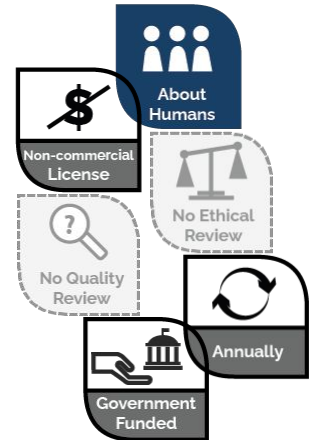 About
Humans
$
Non-commercial
License
No Ethical
Review
?
No Quality
Review
Annually
Government
Funded